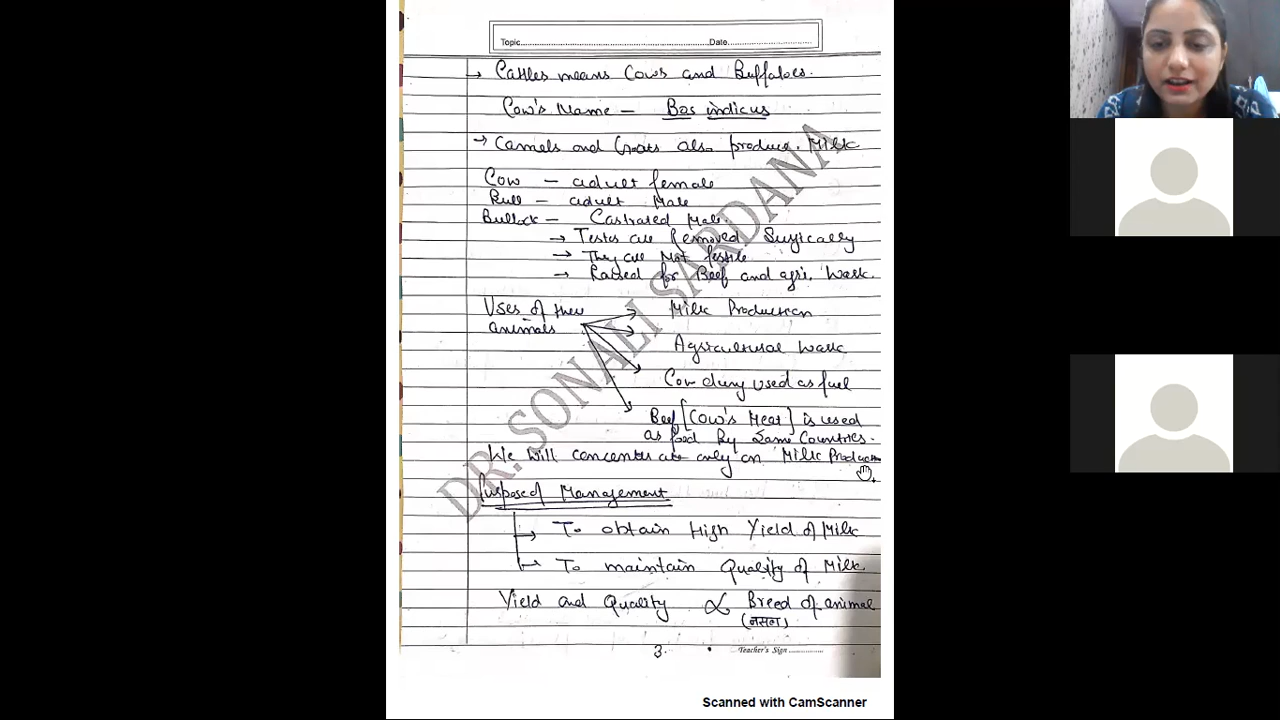 Topic........................Date........................
→ Cattles means Cows and Buffaloes.
Cow's Name – Bos indicus
→ Camels and Goats also produce Milk
Cow – adult female
Bull – adult Male
Bullock – Castrated Male.
→ Testes are Removed Surgically
→ They are Not fertile
→ Raised for Beef and agri. Work.
Uses of these animals
Milk Production
Agricultural Work
Cow dung used as fuel
Beef [Cow's Meat] is used
as food by Some Countries.
We Will concentrate only on Milk Production
Purpose of Management
→ To obtain High Yield of Milk
→ To maintain Quality of Milk.
Yield and Quality ∝ Breed of animal
(नसल)
3.
Teacher's Sign ..............
DR. SONALI SARDANA
Scanned with CamScanner